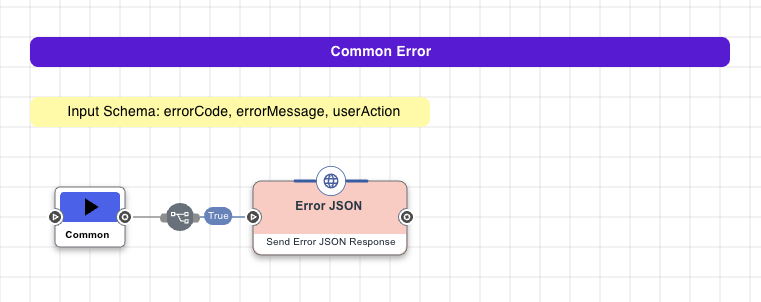 Common Error
Input Schema: errorCode, errorMessage, userAction
Common
True
Error JSON
Send Error JSON Response